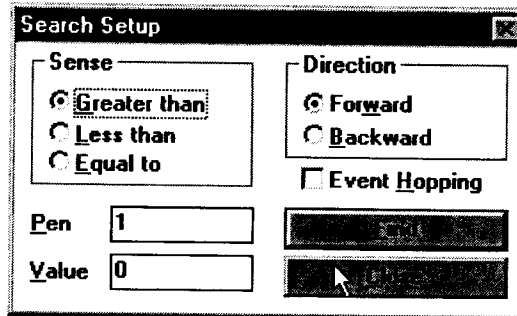 Search Setup
Sense
Greater than
Less than
Equal to
Direction
Forward
Backward
Event Hopping
Pen 1
Value 0